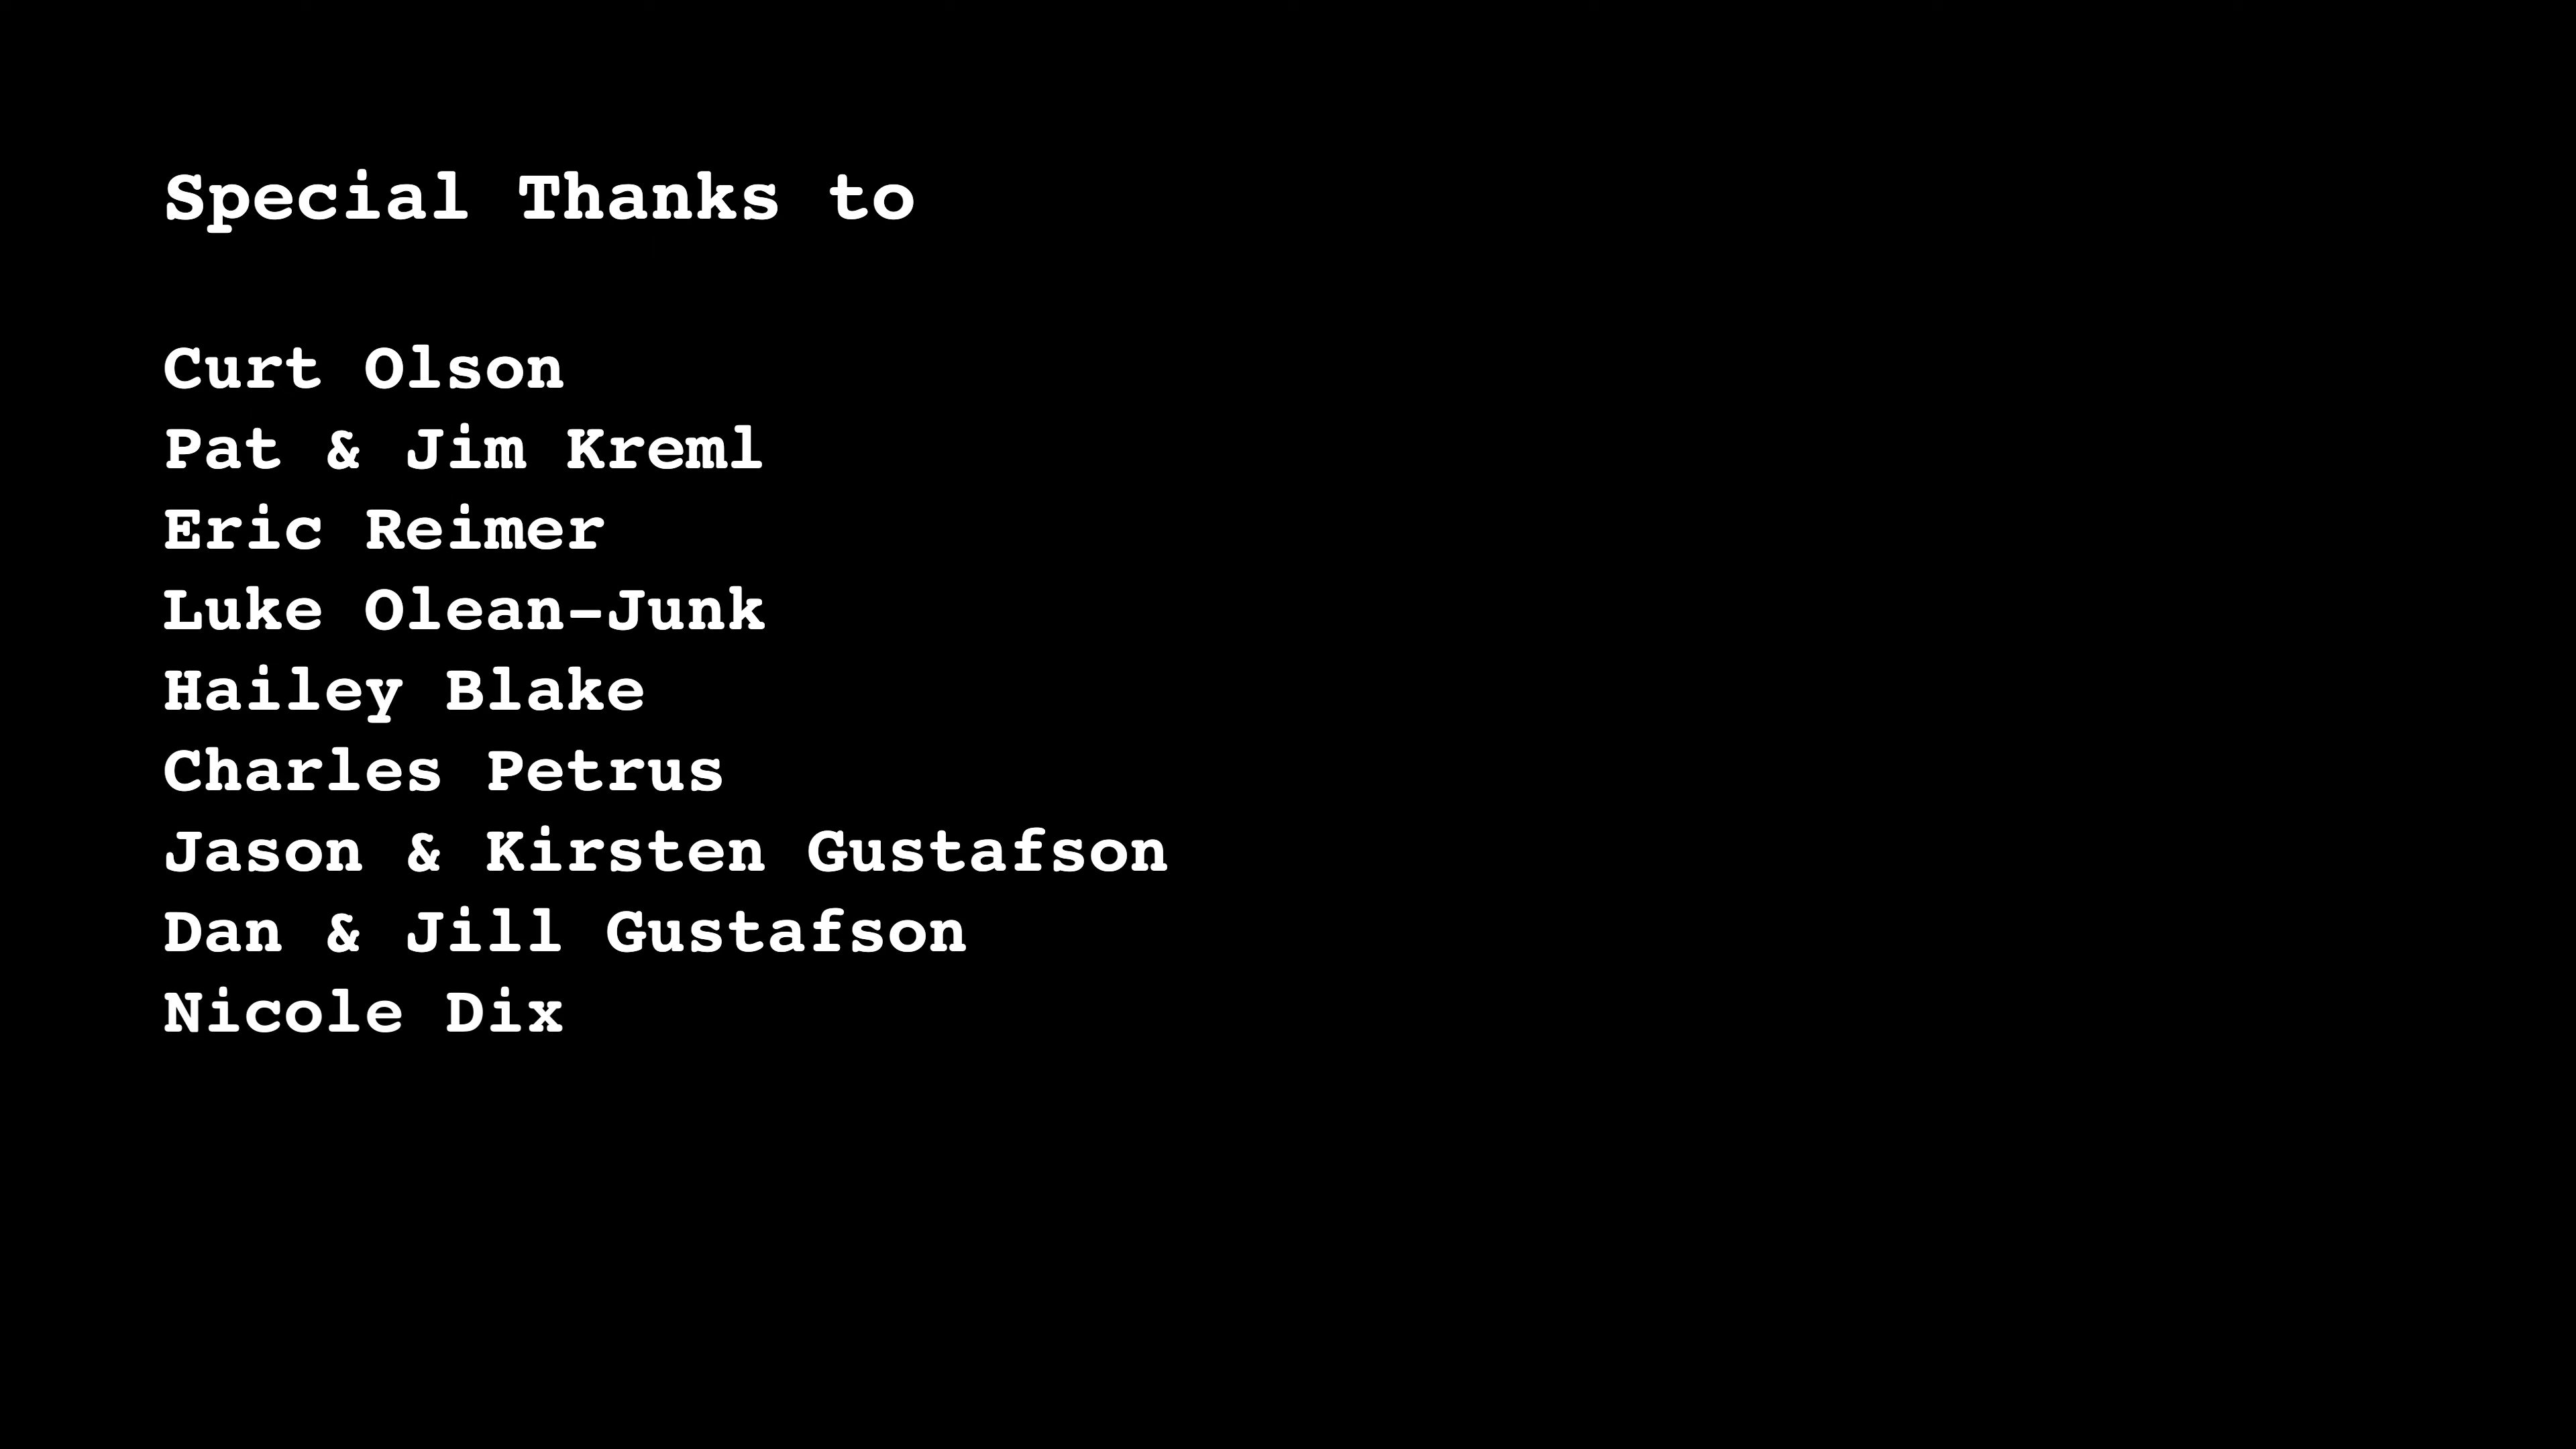 Special Thanks to
Curt Olson
Pat & Jim Kreml
Eric Reimer
Luke Olean-Junk
Hailey Blake
Charles Petrus
Jason & Kirsten Gustafson
Dan & Jill Gustafson
Nicole Dix